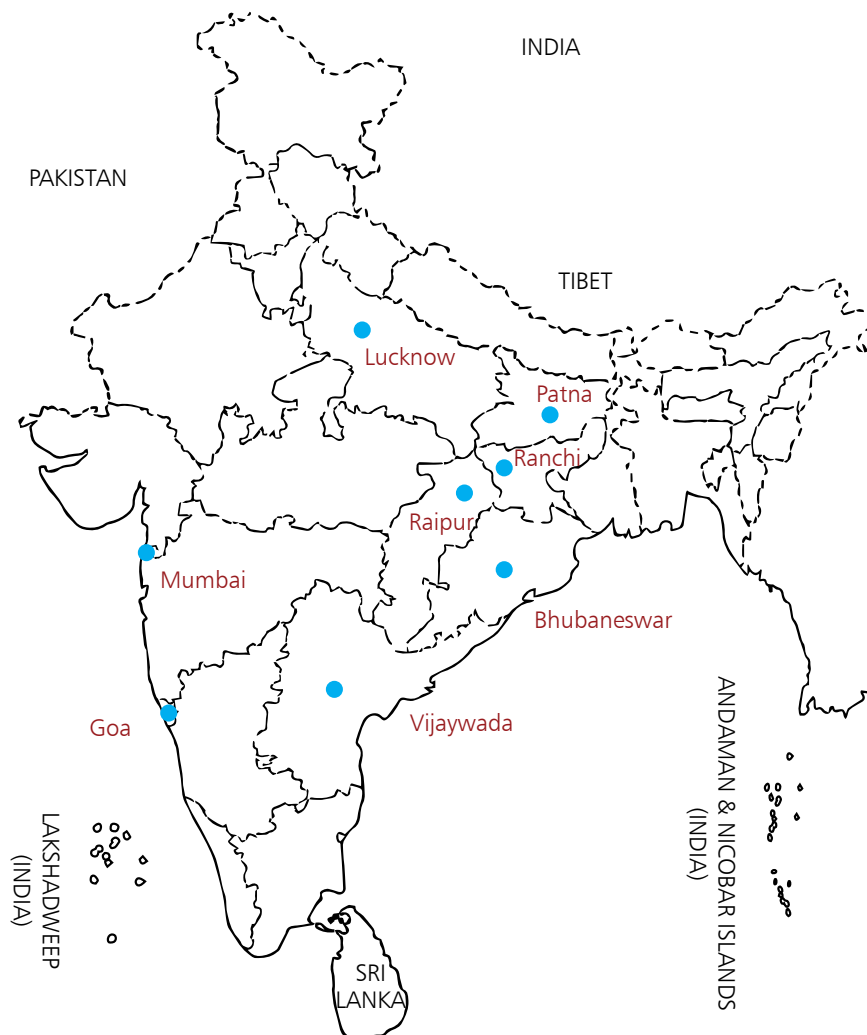 INDIA
PAKISTAN
TIBET
Lucknow
Patna
Ranchi
Raipur
Mumbai
Bhubaneswar
Goa
Vijaywada
ANDAMAN & NICOBAR ISLANDS
(INDIA)
LAKSHADWEEP
(INDIA)
SRI
LANKA